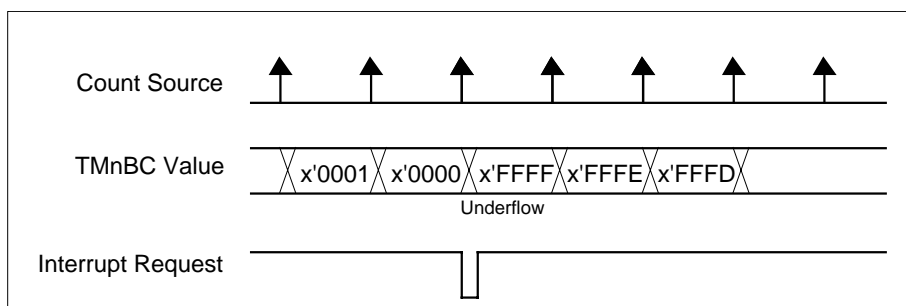 Count Source
TMnBC Value
x'0001 x'0000 x'FFFF x'FFFE x'FFFD
Underflow
Interrupt Request